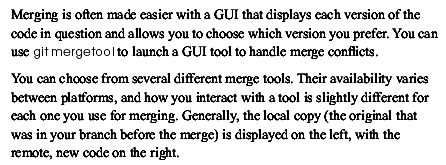 Merging is often made easier with a GUI that displays each version of the
code in question and allows you to choose which version you prefer. You can
use git mergetool to launch a GUI tool to handle merge conflicts.
You can choose from several different merge tools. Their availability varies
between platforms, and how you interact with a tool is slightly different for
each one you use for merging. Generally, the local copy (the original that
was in your branch before the merge) is displayed on the left, with the
remote, new code on the right.